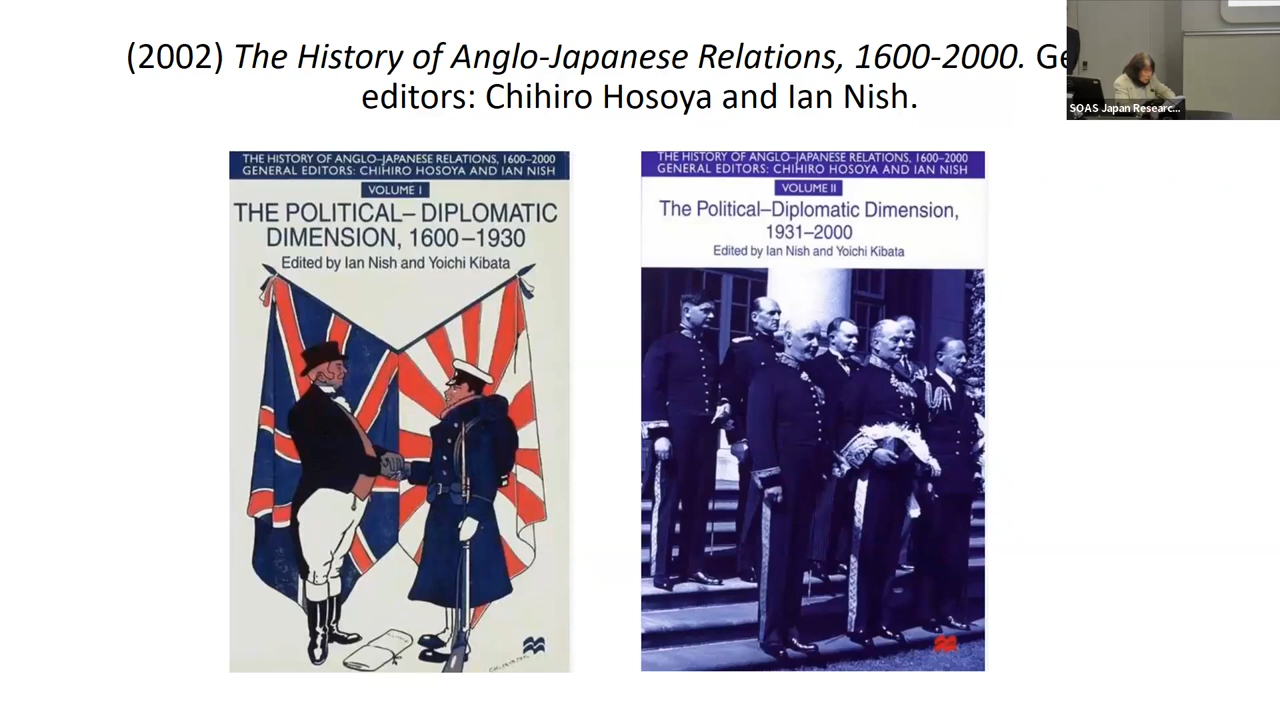 (2002) The History of Anglo-Japanese Relations, 1600-2000. Ge
editors: Chihiro Hosoya and Ian Nish.
SOAS Japan Researc...
THE HISTORY OF ANGLO–JAPANESE RELATIONS, 1600–2000
GENERAL EDITORS: CHIHIRO HOSOYA AND IAN NISH
VOLUME I
THE POLITICAL– DIPLOMATIC
DIMENSION, 1600–1930
Edited by Ian Nish and Yoichi Kibata
THE HISTORY OF ANGLO–JAPANESE RELATIONS, 1600–2000
GENERAL EDITORS: CHIHIRO HOSOYA AND IAN NISH
VOLUME II
The Political–Diplomatic Dimension,
1931–2000
Edited by Ian Nish and Yoichi Kibata